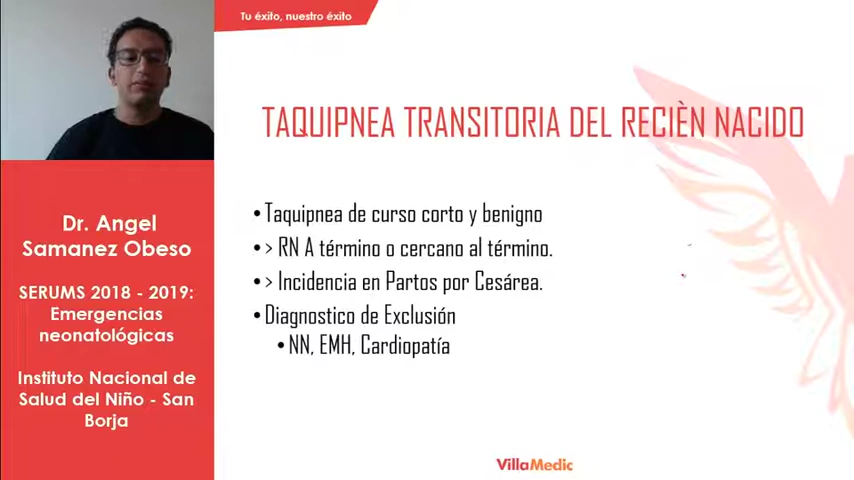 Tu éxito, nuestro éxito
TAQUIPNEA TRANSITORIA DEL RECIÈN NACIDO
• Taquipnea de curso corto y benigno
• > RN A término o cercano al término.
• > Incidencia en Partos por Cesárea.
• Diagnostico de Exclusión
• NN, EMH, Cardiopatía
Dr. Angel
Samanez Obeso
SERUMS 2018 - 2019:
Emergencias
neonatológicas
Instituto Nacional de
Salud del Niño - San
Borja
VillaMedic